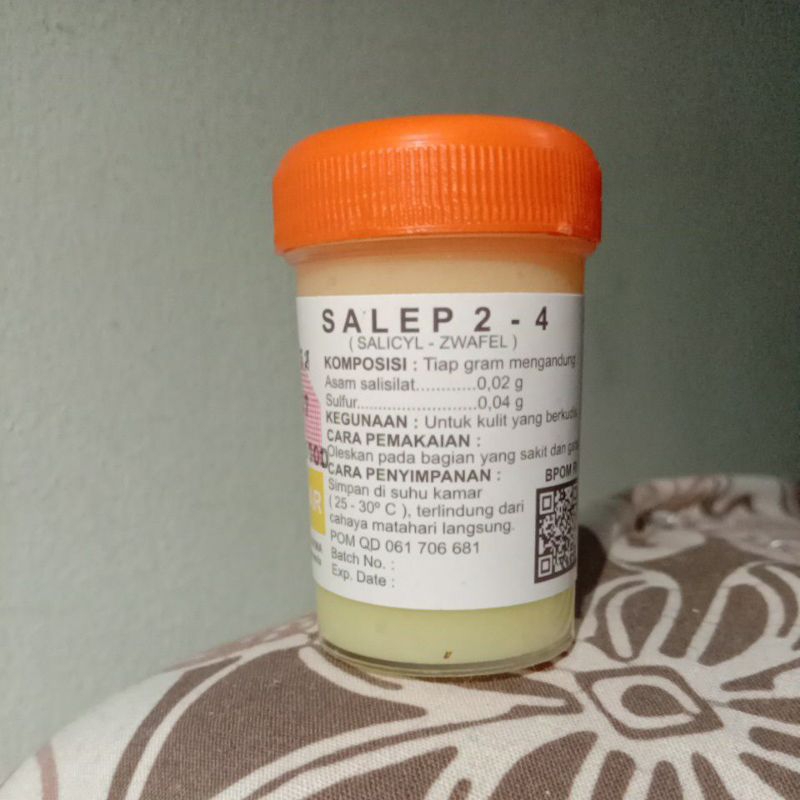 SALEP 2 - 4
( SALICYL - ZWAFEL )
KOMPOSISI : Tiap gram mengandung
Asam salisilat............0,02 g
Sulfur.......................0,04 g
KEGUNAAN : Untuk kulit yang
CARA PEMAKAIAN :
Oleskan pada bagian yang sakit dan
CARA PENYIMPANAN :
BPOM
Simpan di suhu kamar
( 25 - 30º C ), terlindung dari
cahaya matahari langsung.
POM QD 061 706 681
Batch No. :
Exp. Date :